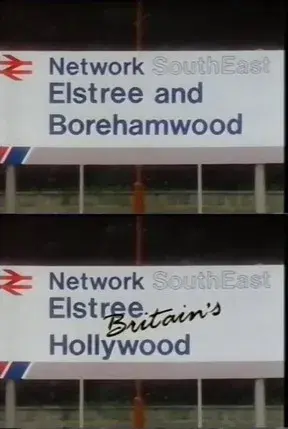 Network SouthEast
Elstree and
Borehamwood
Network SouthEast
Elstree
Britain's
Hollywood